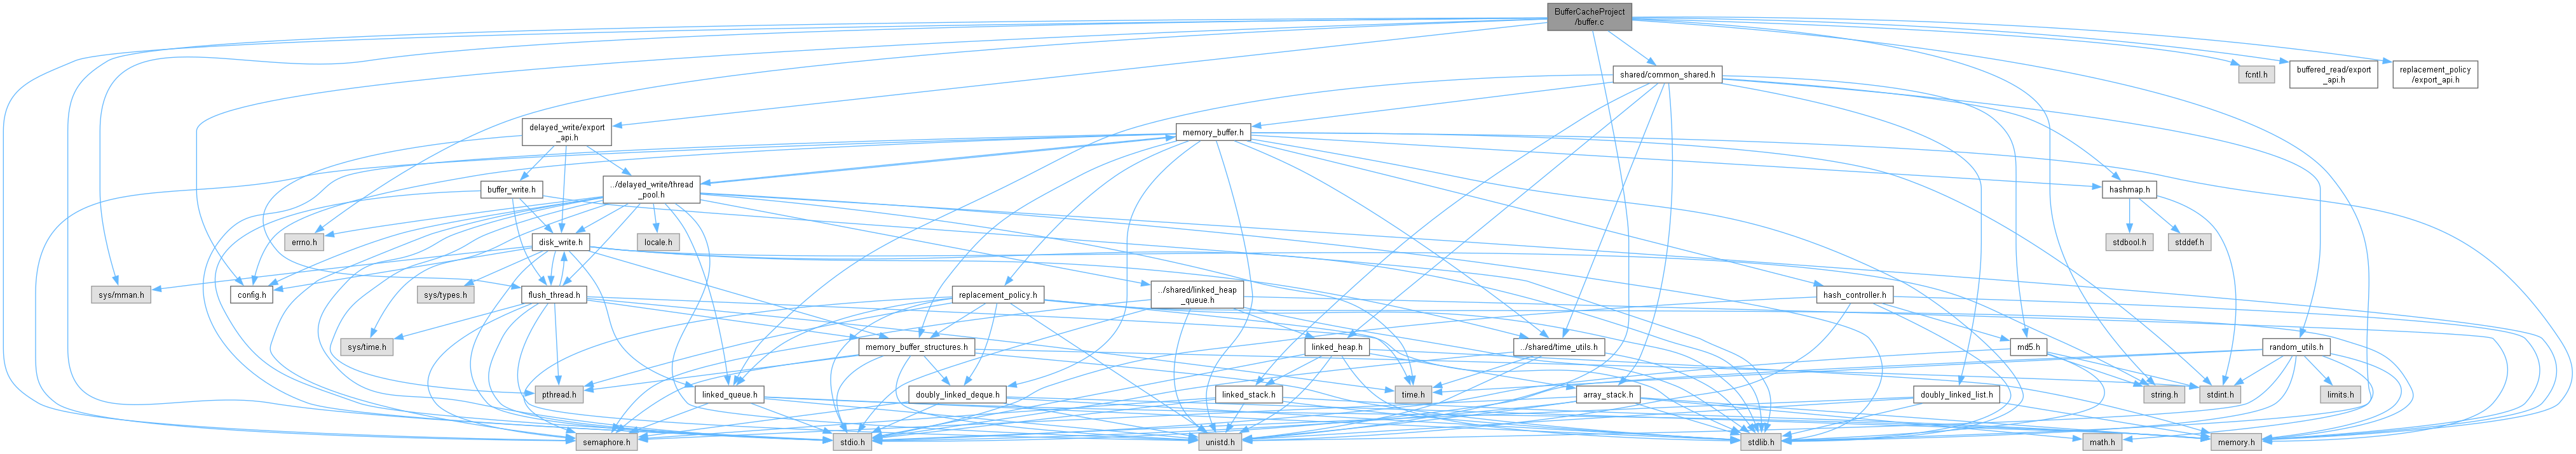 BufferCacheProject
/buffer.c
shared/common_shared.h
fcntl.h
buffered_read/export
_api.h
replacement_policy
/export_api.h
delayed_write/export
_api.h
memory_buffer.h
buffer_write.h
../delayed_write/thread
_pool.h
hashmap.h
errno.h
disk_write.h
locale.h
stdbool.h
stddef.h
sys/mman.h
config.h
sys/types.h
flush_thread.h
../shared/linked_heap
_queue.h
replacement_policy.h
hash_controller.h
sys/time.h
memory_buffer_structures.h
linked_heap.h
../shared/time_utils.h
md5.h
random_utils.h
pthread.h
linked_queue.h
doubly_linked_deque.h
linked_stack.h
time.h
array_stack.h
doubly_linked_list.h
string.h
stdint.h
limits.h
semaphore.h
stdio.h
unistd.h
stdlib.h
math.h
memory.h